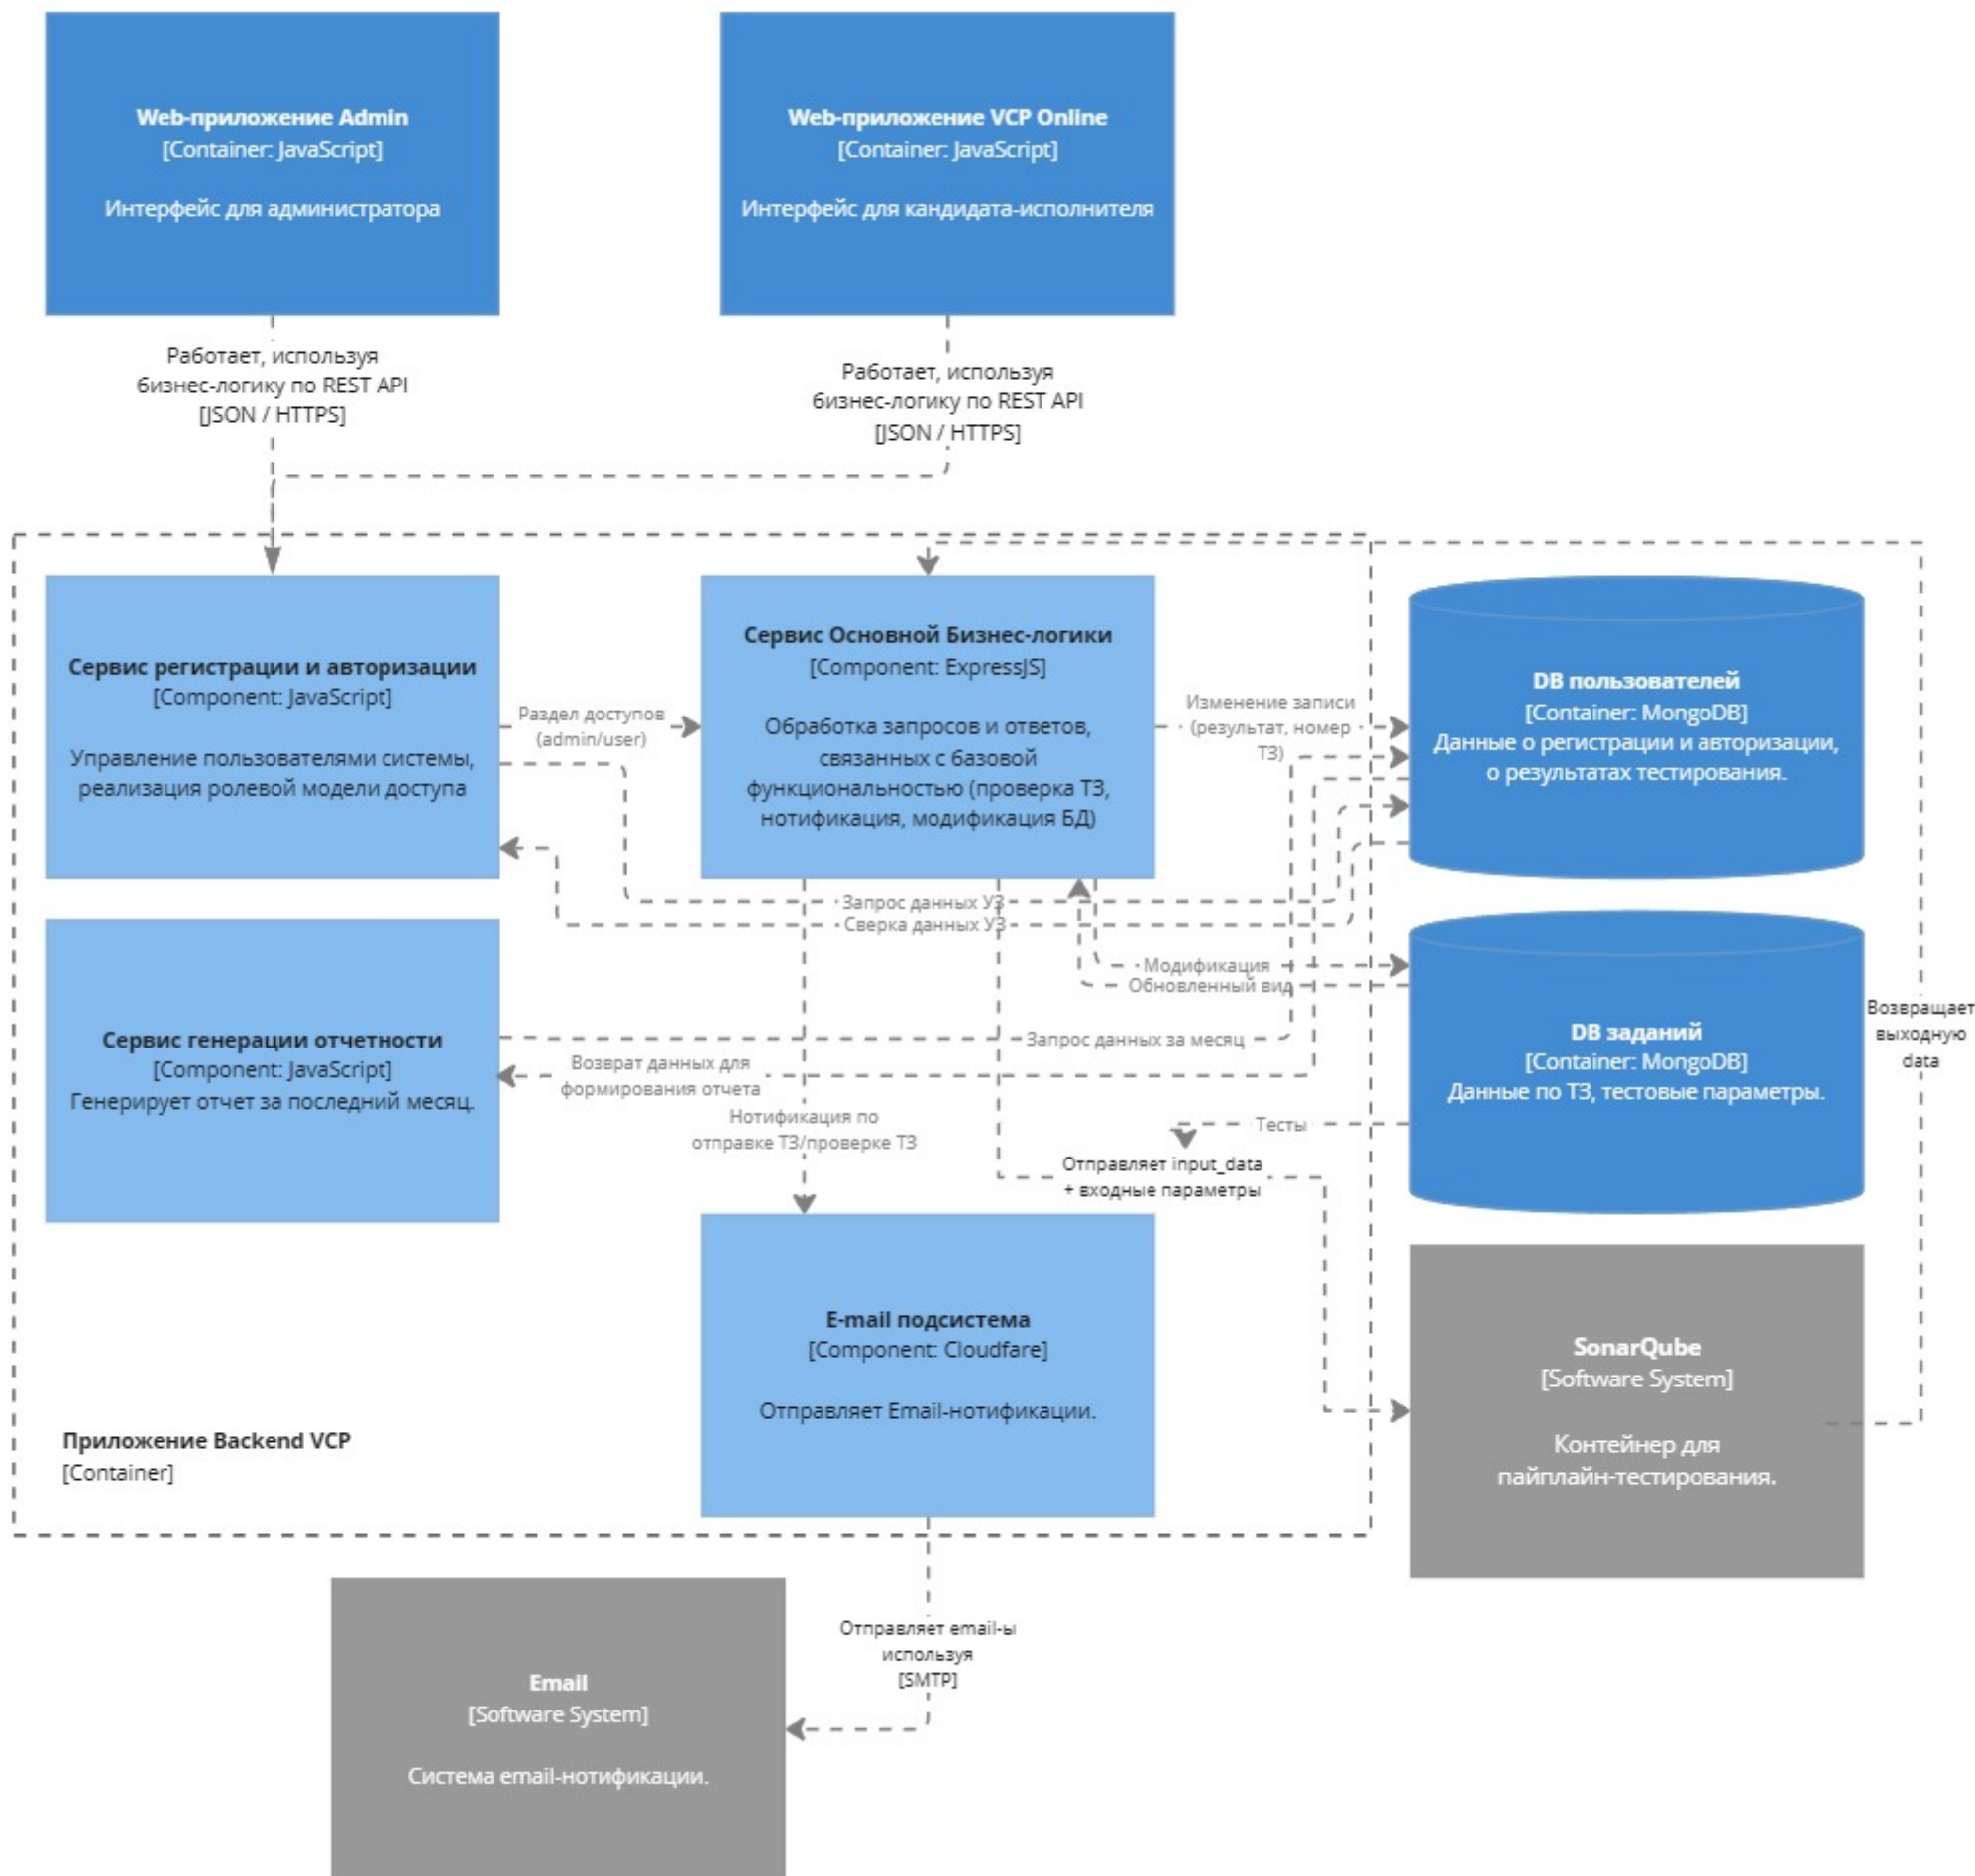 Web-приложение Admin
[Container: JavaScript]
Интерфейс для администратора
Web-приложение VCP Online
[Container: JavaScript]
Интерфейс для кандидата-исполнителя
Работает, используя
бизнес-логику по REST API
[JSON / HTTPS]
Работает, используя
бизнес-логику по REST API
[JSON / HTTPS]
Сервис регистрации и авторизации
[Component: JavaScript]
Управление пользователями системы,
реализация ролевой модели доступа
Раздел доступов
(admin/user)
Сервис Основной Бизнес-логики
[Component: ExpressJS]
Обработка запросов и ответов,
связанных с базовой
функциональностью (проверка ТЗ,
нотификация, модификация БД)
Изменение записи
(результат, номер
ТЗ)
DB пользователей
[Container: MongoDB]
Данные о регистрации и авторизации,
о результатах тестирования.
Запрос данных УЗ
Сверка данных УЗ
Модификация
Обновленный вид
Сервис генерации отчетности
[Component: JavaScript]
Генерирует отчет за последний месяц.
Запрос данных за месяц
Возврат данных для
формирования отчета
Нотификация по
отправке ТЗ/проверке ТЗ
DB заданий
[Container: MongoDB]
Данные по ТЗ, тестовые параметры.
Возвращает
выходную
data
Тесты
Отправляет input_data
+ входные параметры
E-mail подсистема
[Component: Cloudfare]
Отправляет Email-нотификации.
SonarQube
[Software System]
Контейнер для
пайплайн-тестирования.
Приложение Backend VCP
[Container]
Отправляет email-ы
используя
[SMTP]
Email
[Software System]
Система email-нотификации.